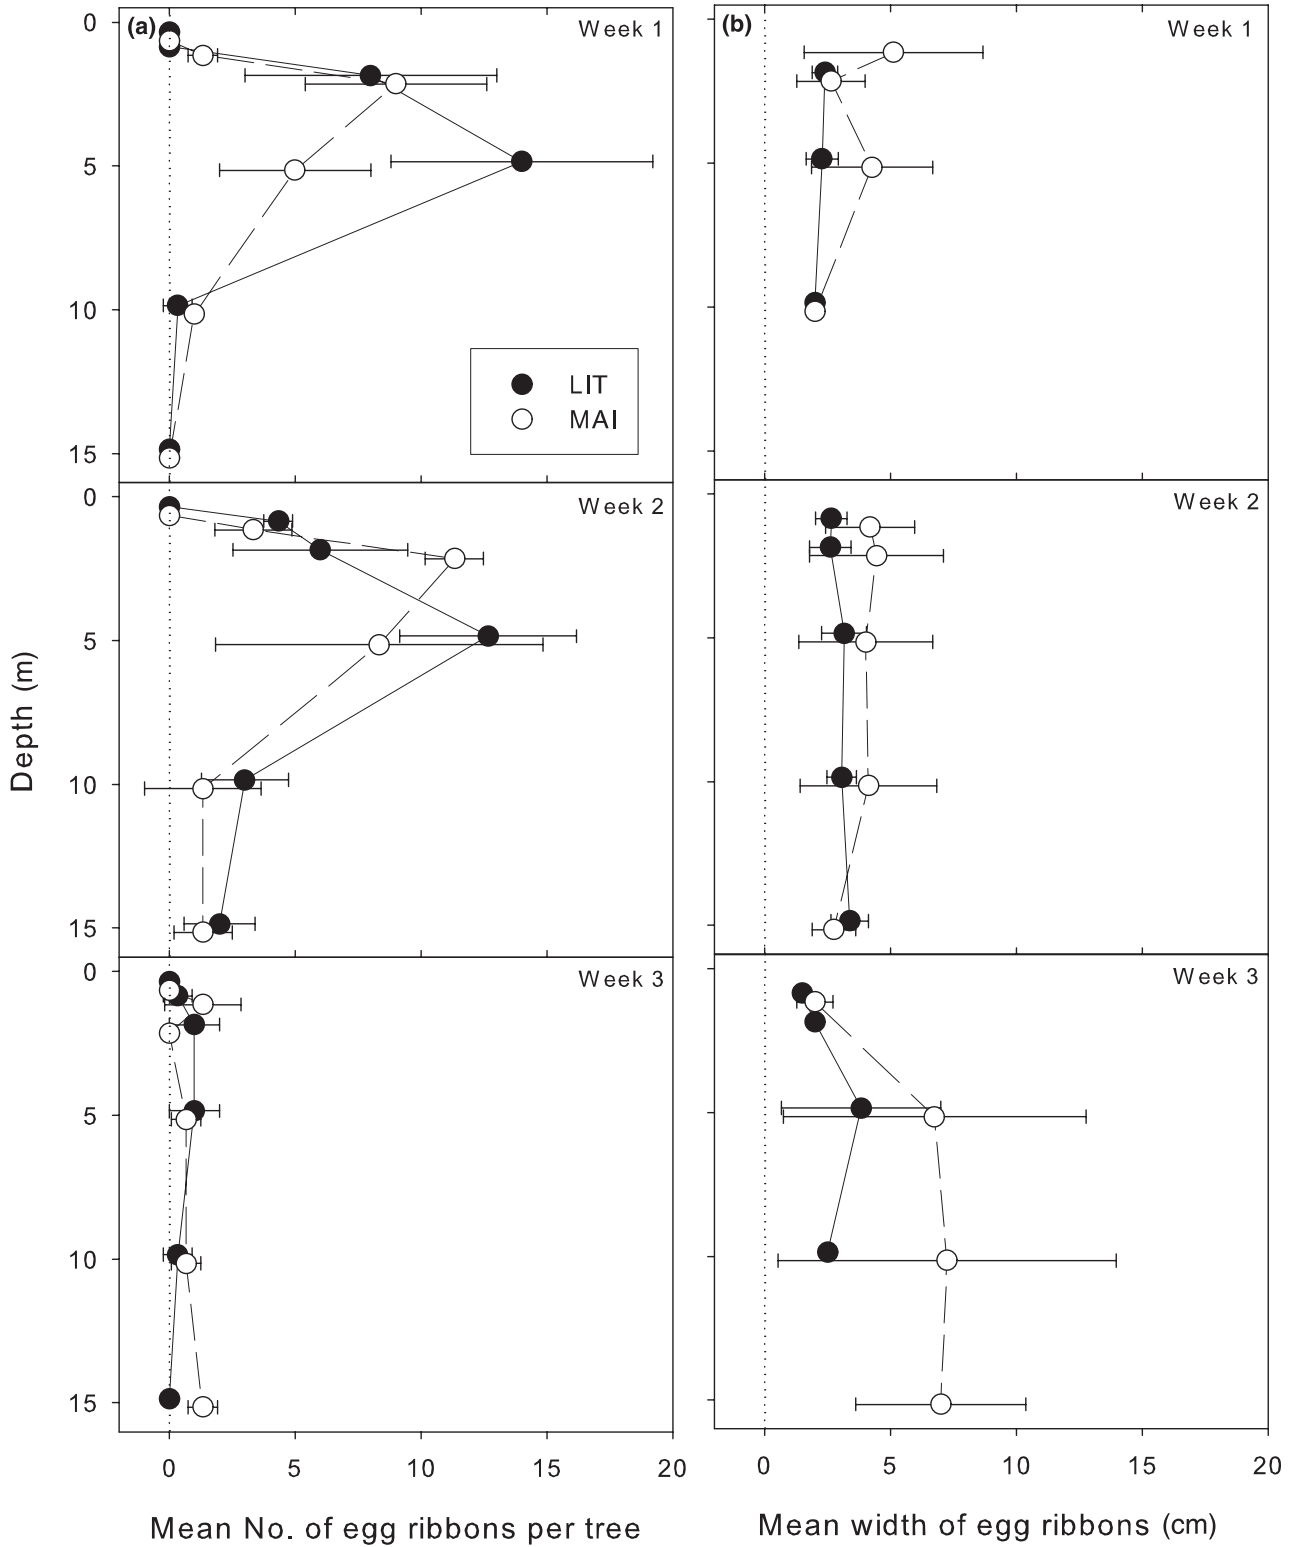 (a)
Week 1
0
5
10
15
LIT
MAI
Week 2
0
5
10
15
Week 3
0
5
10
15
0 5 10 15 20
Depth (m)
Mean No. of egg ribbons per tree
(b)
Week 1
Week 2
Week 3
0 5 10 15 20
Mean width of egg ribbons (cm)